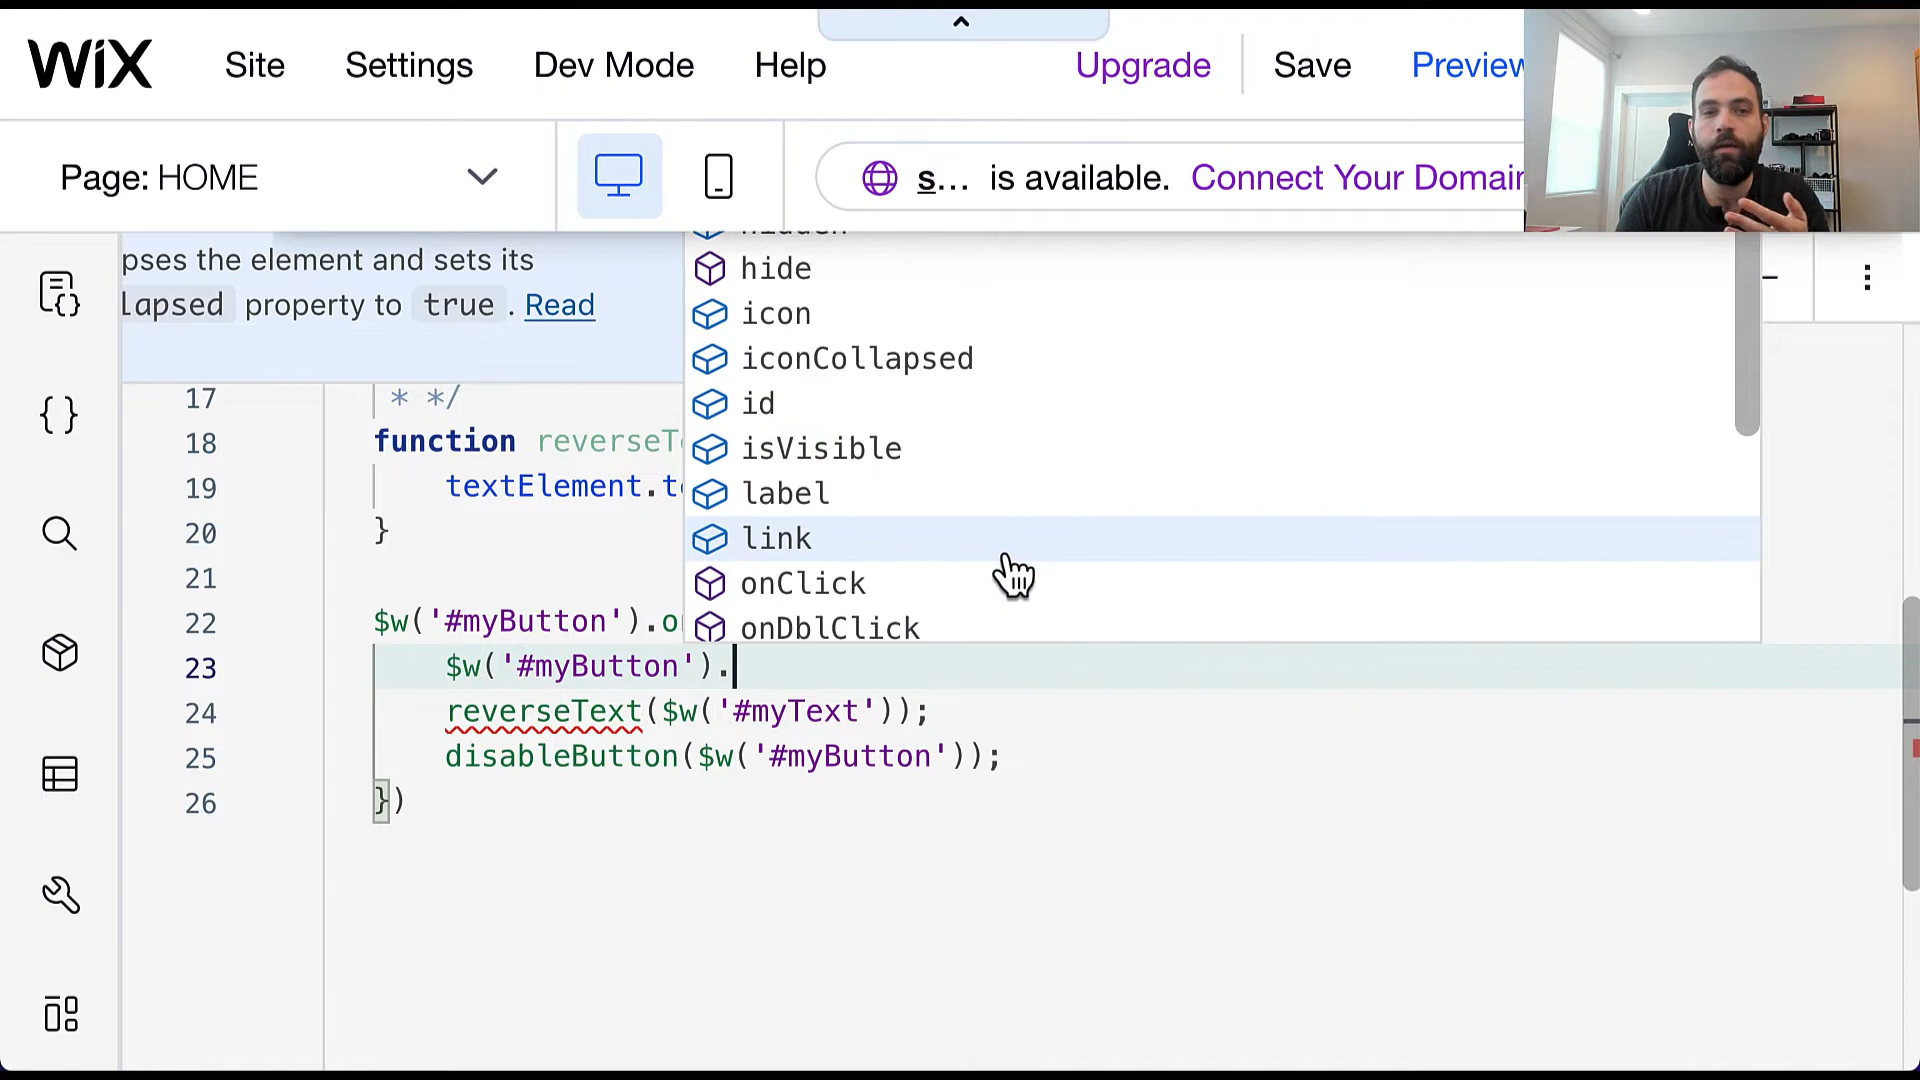 WiX Site Settings Dev Mode Help Upgrade Save Preview
Page: HOME s... is available. Connect Your Domain
pses the element and sets its
lapsed property to true . Read
hidden
hide
icon
iconCollapsed
id
isVisible
label
link
onClick
onDblClick
17 * */
18 function reverseT
19 textElement.t
20 }
21
22 $w('#myButton').o
23 $w('#myButton').
24 reverseText($w('#myText'));
25 disableButton($w('#myButton'));
26 })